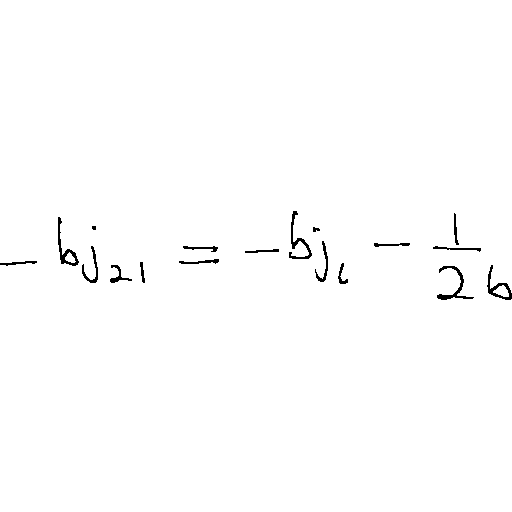 $-bj_{21} = -bj_{i} - \frac{1}{2b}$